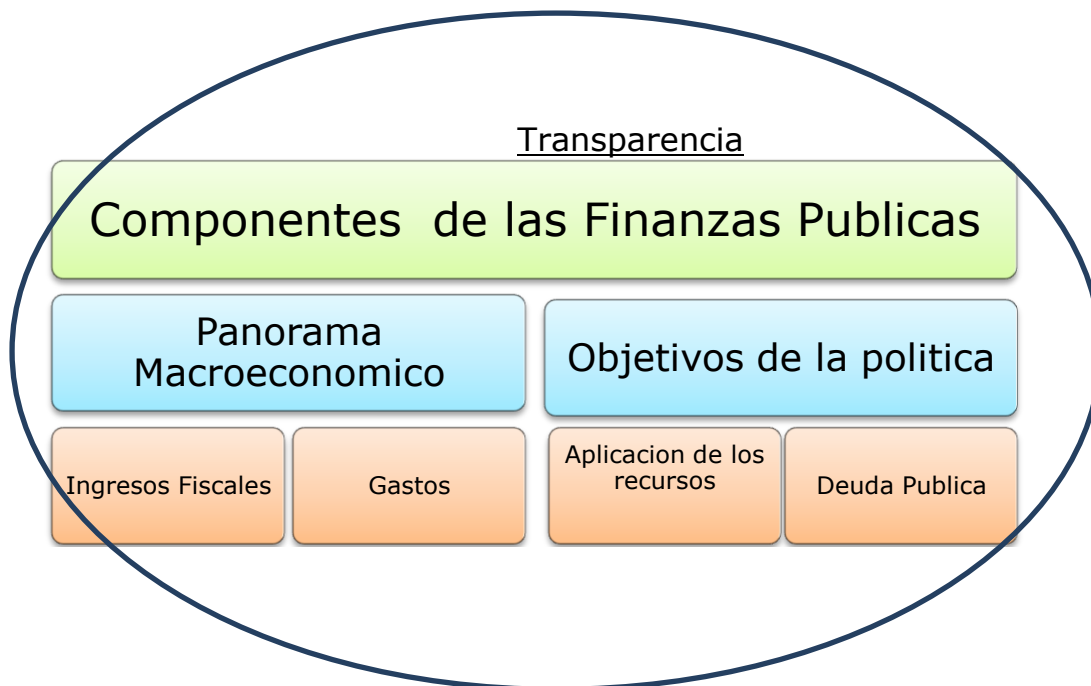 Transparencia
Componentes de las Finanzas Publicas
Panorama
Macroeconomico
Objetivos de la politica
Ingresos Fiscales
Gastos
Aplicacion de los
recursos
Deuda Publica